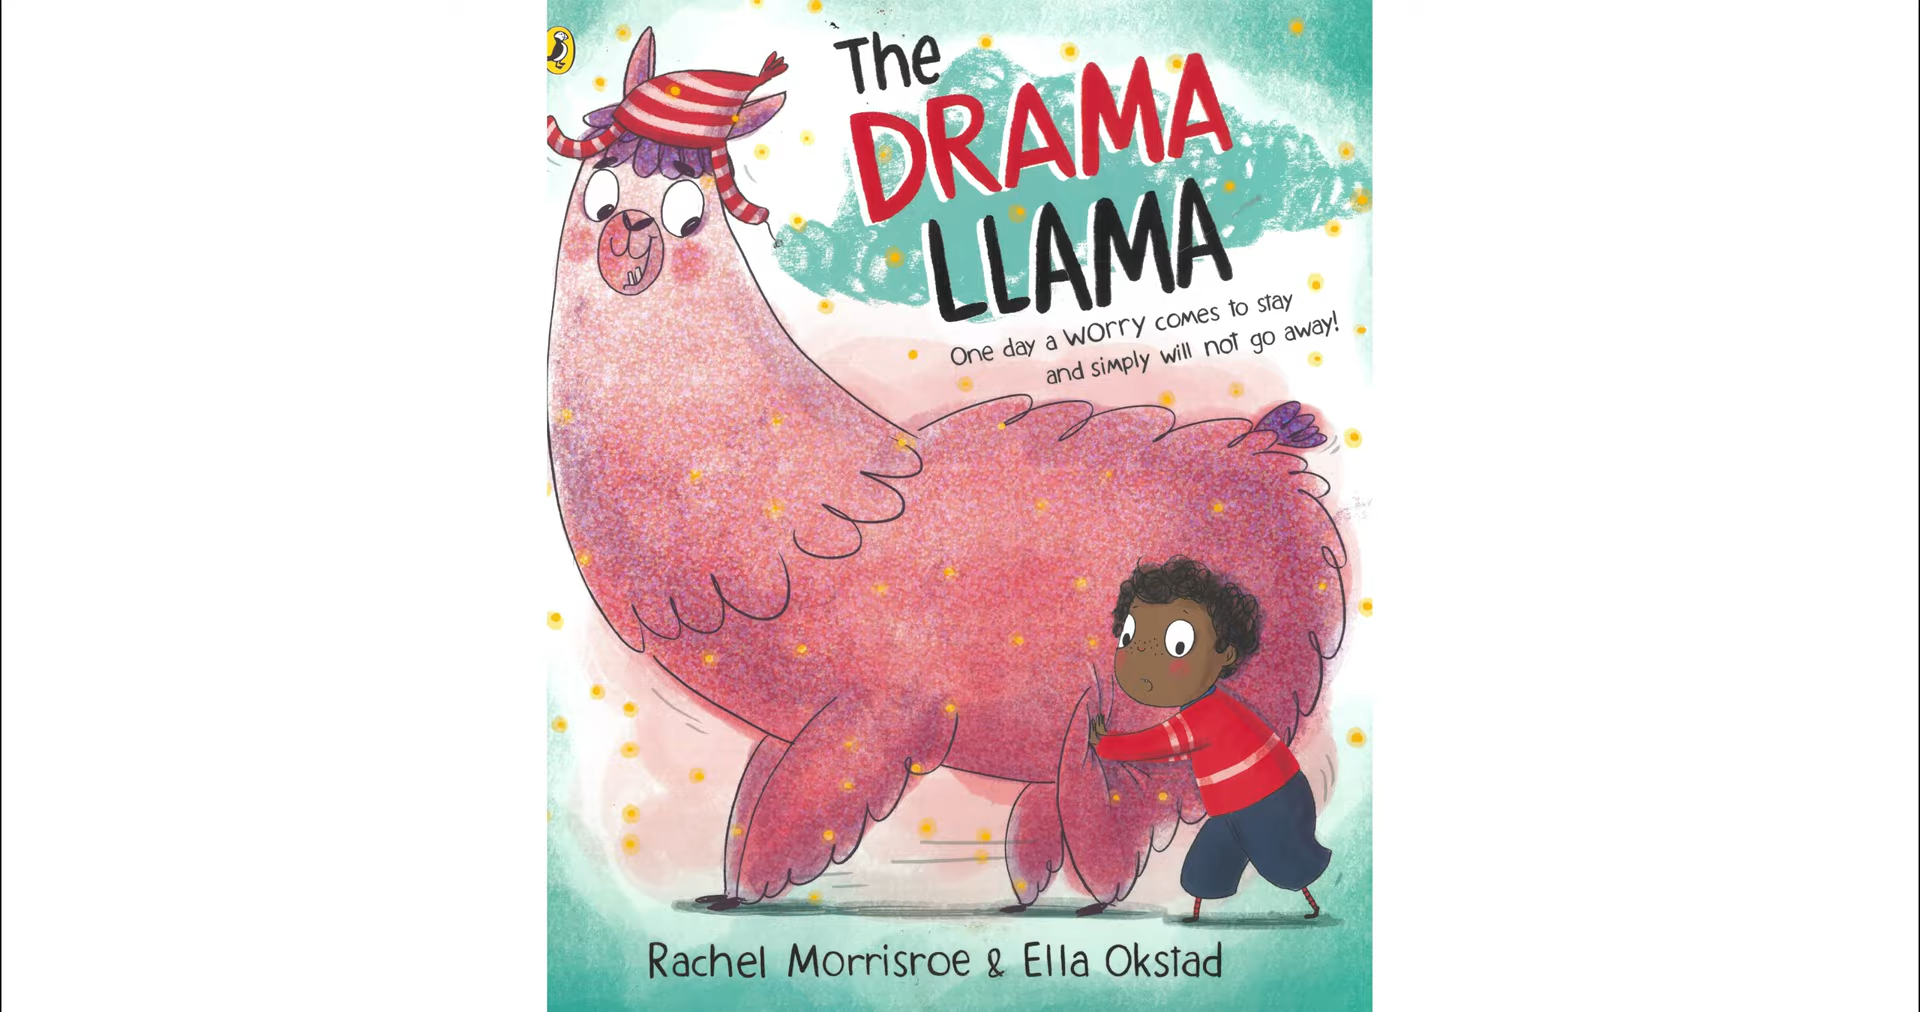 The
DRAMA
LLAMA
One day a WORRY comes to stay
and simply will not go away!
Rachel Morrisroe & Ella Okstad